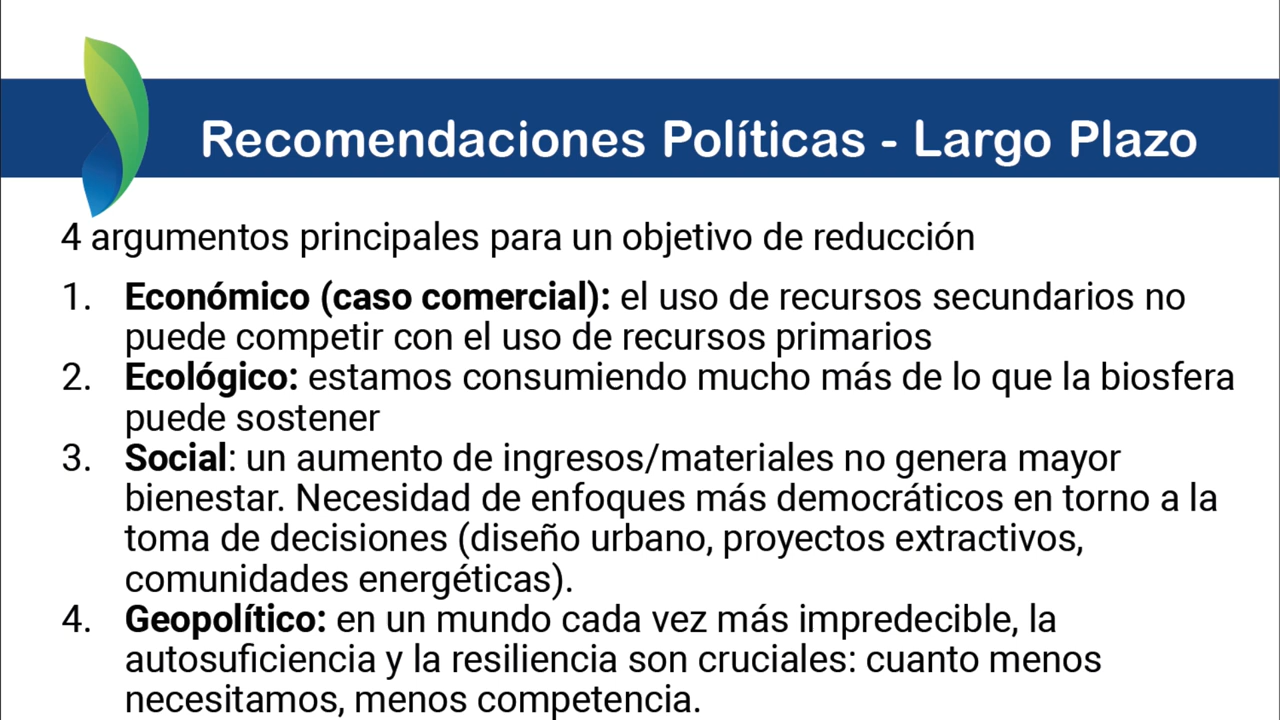 Recomendaciones Políticas - Largo Plazo
4 argumentos principales para un objetivo de reducción
1. Económico (caso comercial): el uso de recursos secundarios no
puede competir con el uso de recursos primarios
2. Ecológico: estamos consumiendo mucho más de lo que la biosfera
puede sostener
3. Social: un aumento de ingresos/materiales no genera mayor
bienestar. Necesidad de enfoques más democráticos en torno a la
toma de decisiones (diseño urbano, proyectos extractivos,
comunidades energéticas).
4. Geopolítico: en un mundo cada vez más impredecible, la
autosuficiencia y la resiliencia son cruciales: cuanto menos
necesitamos, menos competencia.